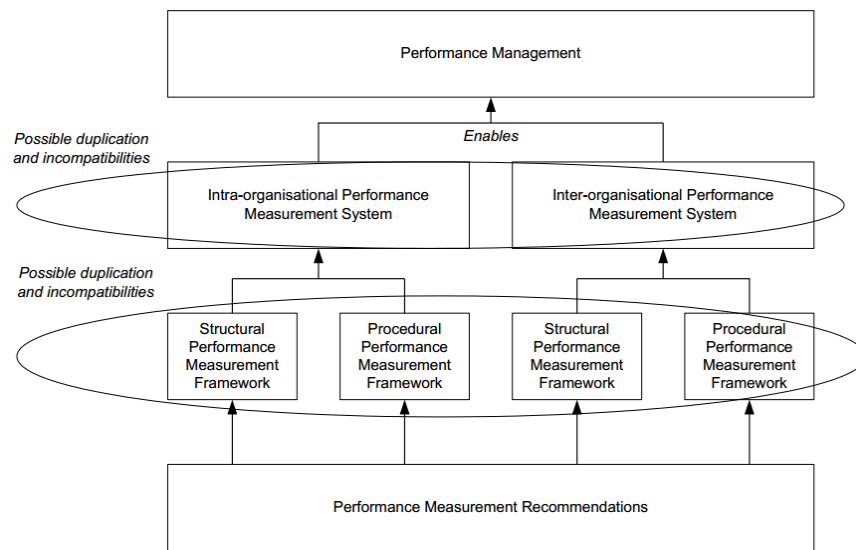 Performance Management
Possible duplication
and incompatibilities
Enables
Intra-organisational Performance
Measurement System
Inter-organisational Performance
Measurement System
Possible duplication
and incompatibilities
Structural
Performance
Measurement
Framework
Procedural
Performance
Measurement
Framework
Structural
Performance
Measurement
Framework
Procedural
Performance
Measurement
Framework
Performance Measurement Recommendations